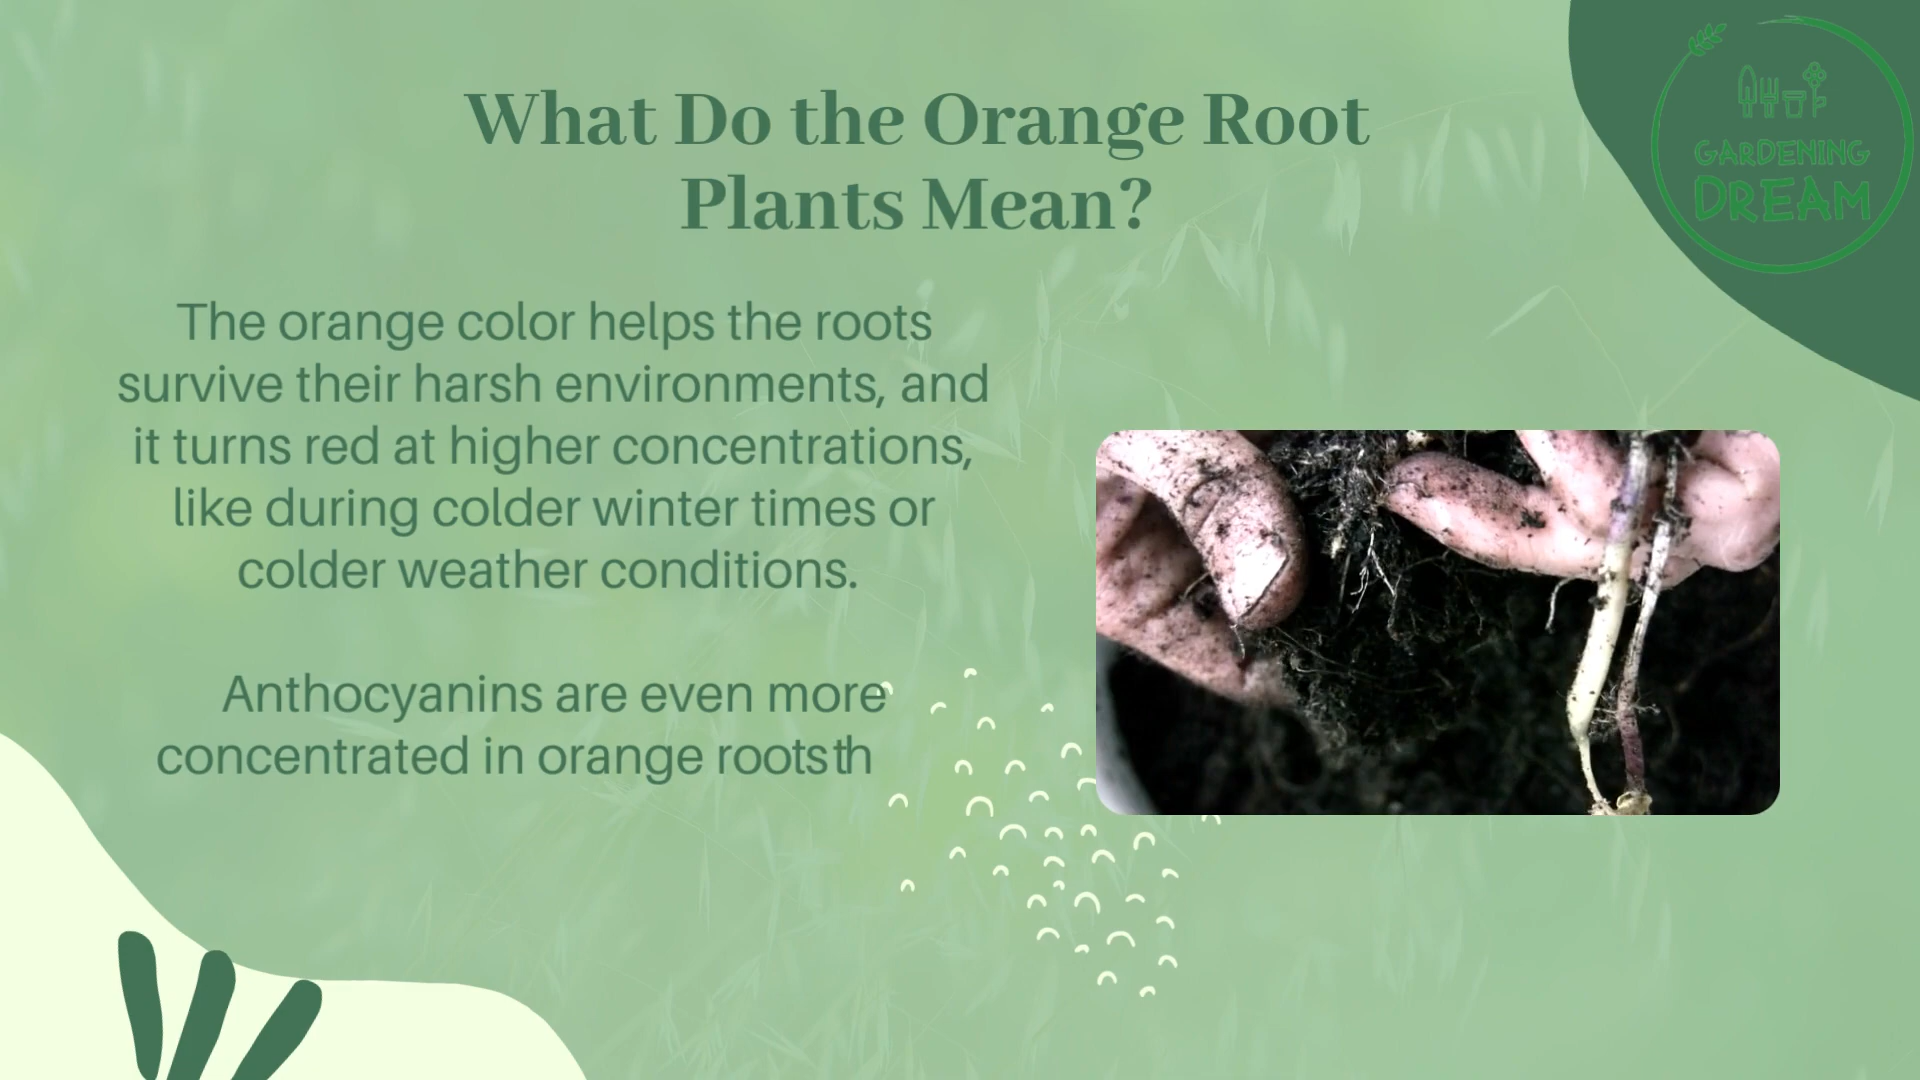 GARDENING
DREAM
What Do the Orange Root
Plants Mean?
The orange color helps the roots
survive their harsh environments, and
it turns red at higher concentrations,
like during colder winter times or
colder weather conditions.
Anthocyanins are even more
concentrated in orange roots th